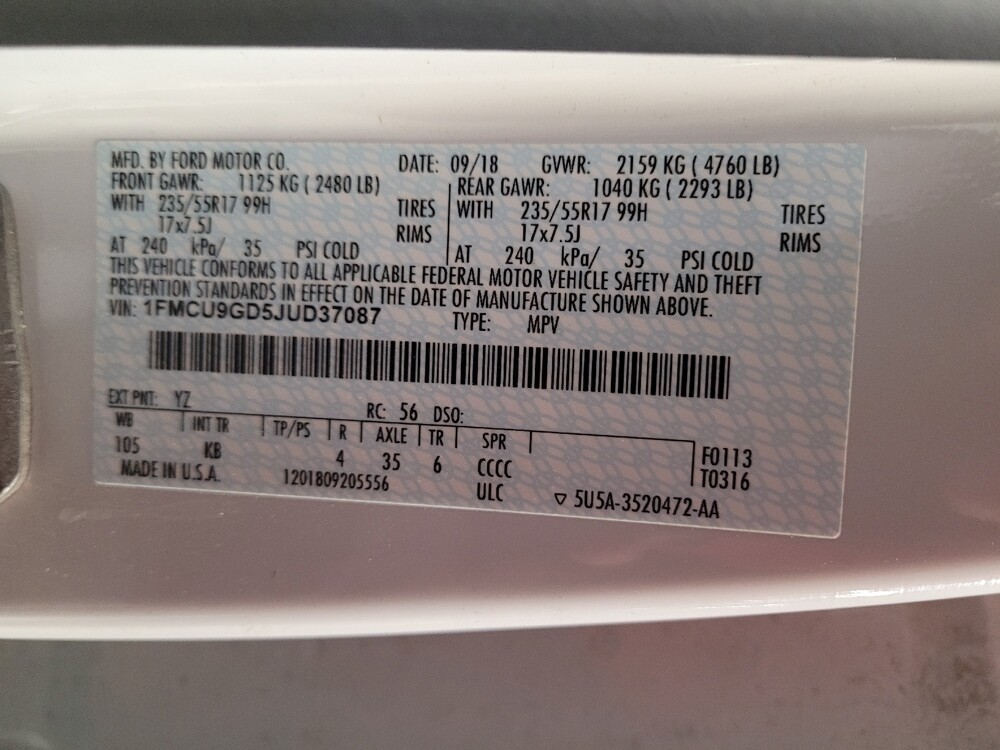 MFD. BY FORD MOTOR CO. DATE: 09/18 GVWR: 2159 KG ( 4760 LB)
FRONT GAWR: 1125 KG ( 2480 LB) REAR GAWR: 1040 KG ( 2293 LB)
WITH 235/55R17 99H TIRES WITH 235/55R17 99H TIRES
17x7.5J RIMS 17x7.5J RIMS
AT 240 kPa/ 35 PSI COLD AT 240 kPa/ 35 PSI COLD
THIS VEHICLE CONFORMS TO ALL APPLICABLE FEDERAL MOTOR VEHICLE SAFETY AND THEFT
PREVENTION STANDARDS IN EFFECT ON THE DATE OF MANUFACTURE SHOWN ABOVE.
VIN: 1FMCU9GD5JUD37087 TYPE: MPV
EXT PNT: YZ RC: 56 DSO:
WB INT TR TP/PS R AXLE TR SPR
105 KB 4 35 6 CCCC F0113
MADE IN U.S.A. 1201809205556 ULC T0316
▽ 5U5A-3520472-AA